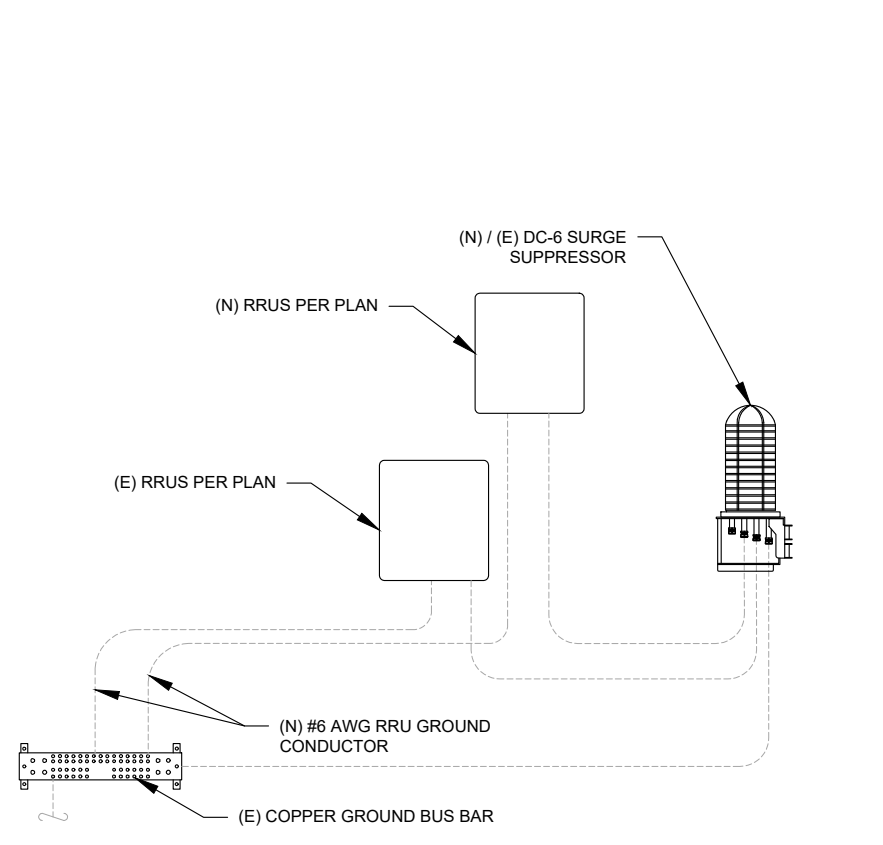 (N) / (E) DC-6 SURGE
SUPPRESSOR
(N) RRUS PER PLAN
(E) RRUS PER PLAN
(N) #6 AWG RRU GROUND
CONDUCTOR
(E) COPPER GROUND BUS BAR